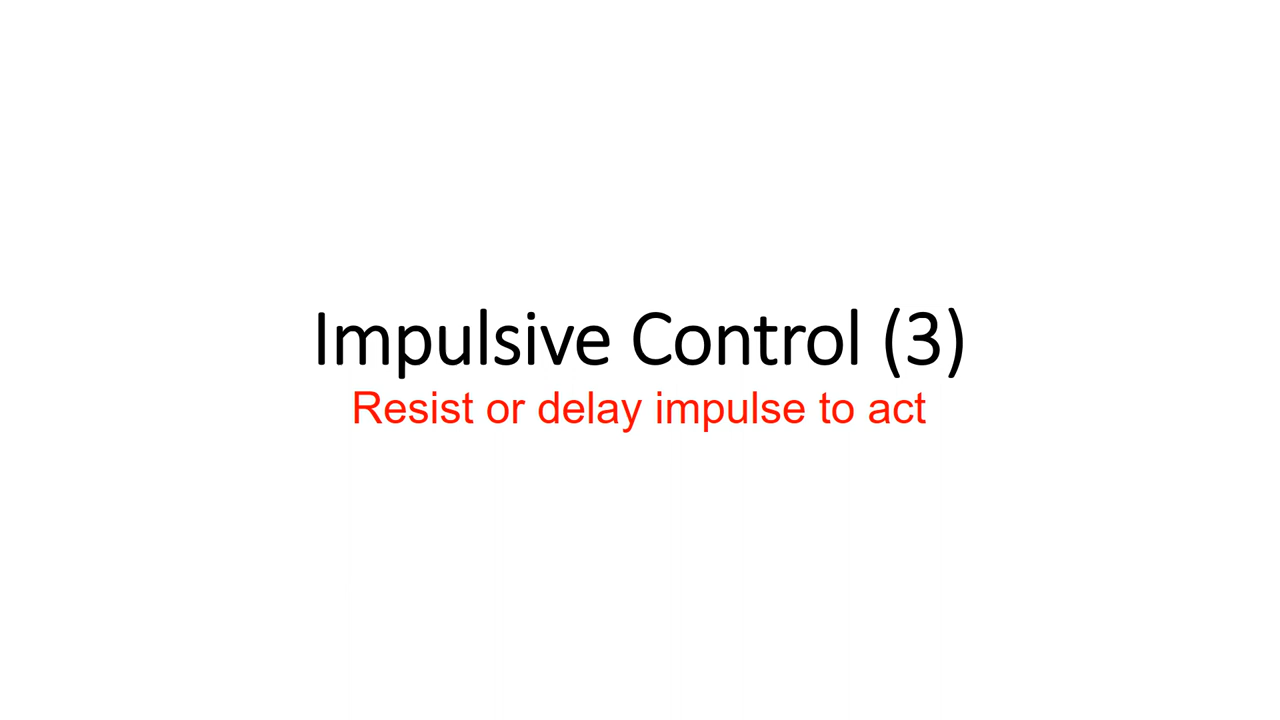 Impulsive Control (3)
Resist or delay impulse to act